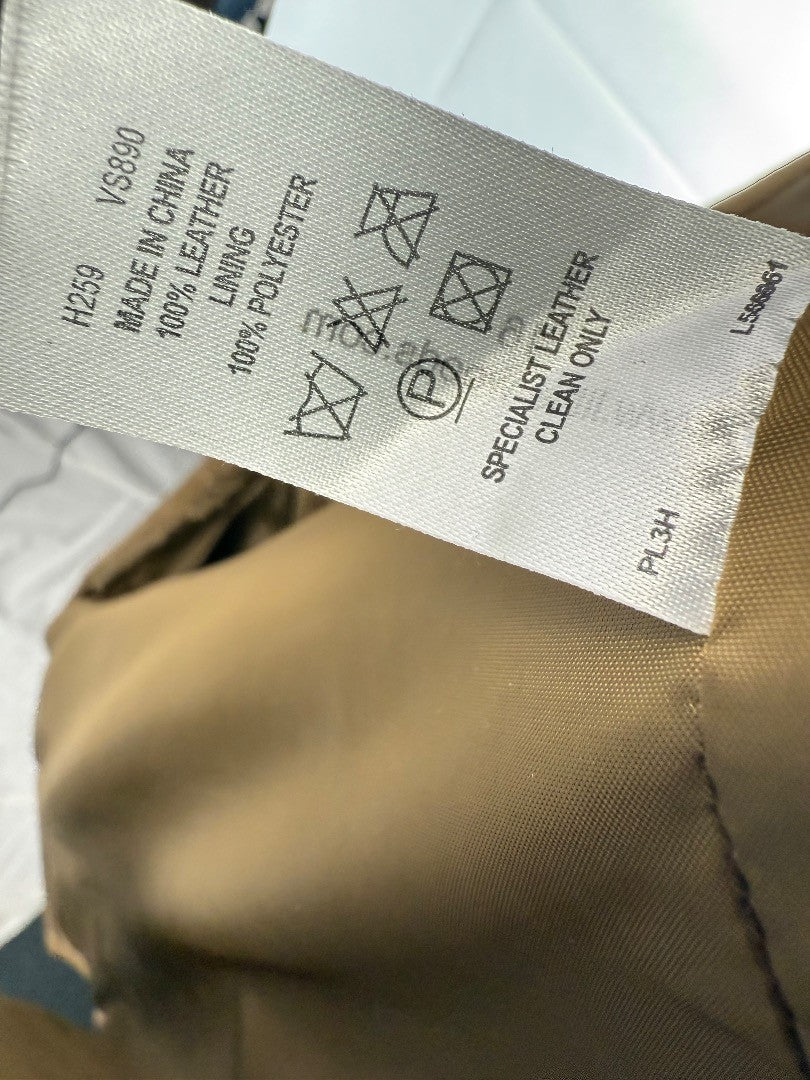 H259 VS890
MADE IN CHINA
100% LEATHER
LINING
100% POLYESTER
P
SPECIALIST LEATHER
CLEAN ONLY
PL3H